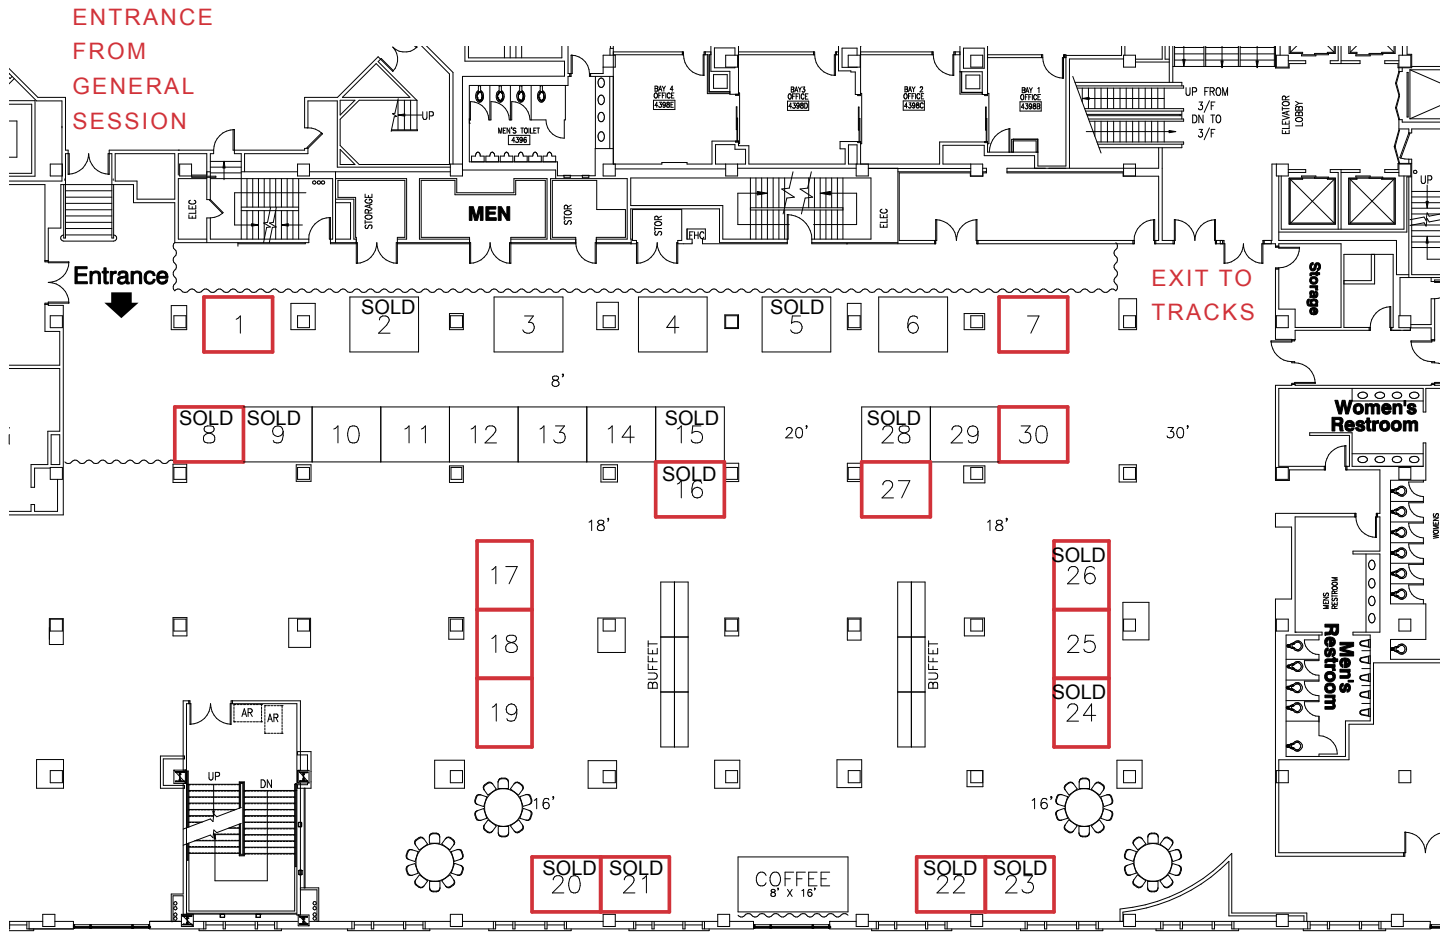 ENTRANCE
FROM
GENERAL
SESSION
UP
MEN'S TOILET
4396
BAY 4
OFFICE
4398E
BAY3
OFFICE
4398D
BAY 2
OFFICE
4398C
BAY 1
OFFICE
4398B
UP FROM
3/F
DN TO
3/F
ELEVATOR
LOBBY
UP
ELEC
STORAGE
MEN
STOR
STOR
FHC
ELEC
Entrance
EXIT TO
TRACKS
Storage
1
SOLD
2
3
4
SOLD
5
6
7
8'
SOLD
8
SOLD
9
10
11
12
13
14
SOLD
15
20'
SOLD
28
29
30
30'
Women's
Restroom
SOLD
16
27
18'
18'
WOMENS
17
18
19
BUFFET
BUFFET
SOLD
26
25
SOLD
24
MENS
RESTROOM
Men's
Restroom
AR
AR
UP
DN
16'
16'
SOLD
20
SOLD
21
COFFEE
8' X 16'
SOLD
22
SOLD
23